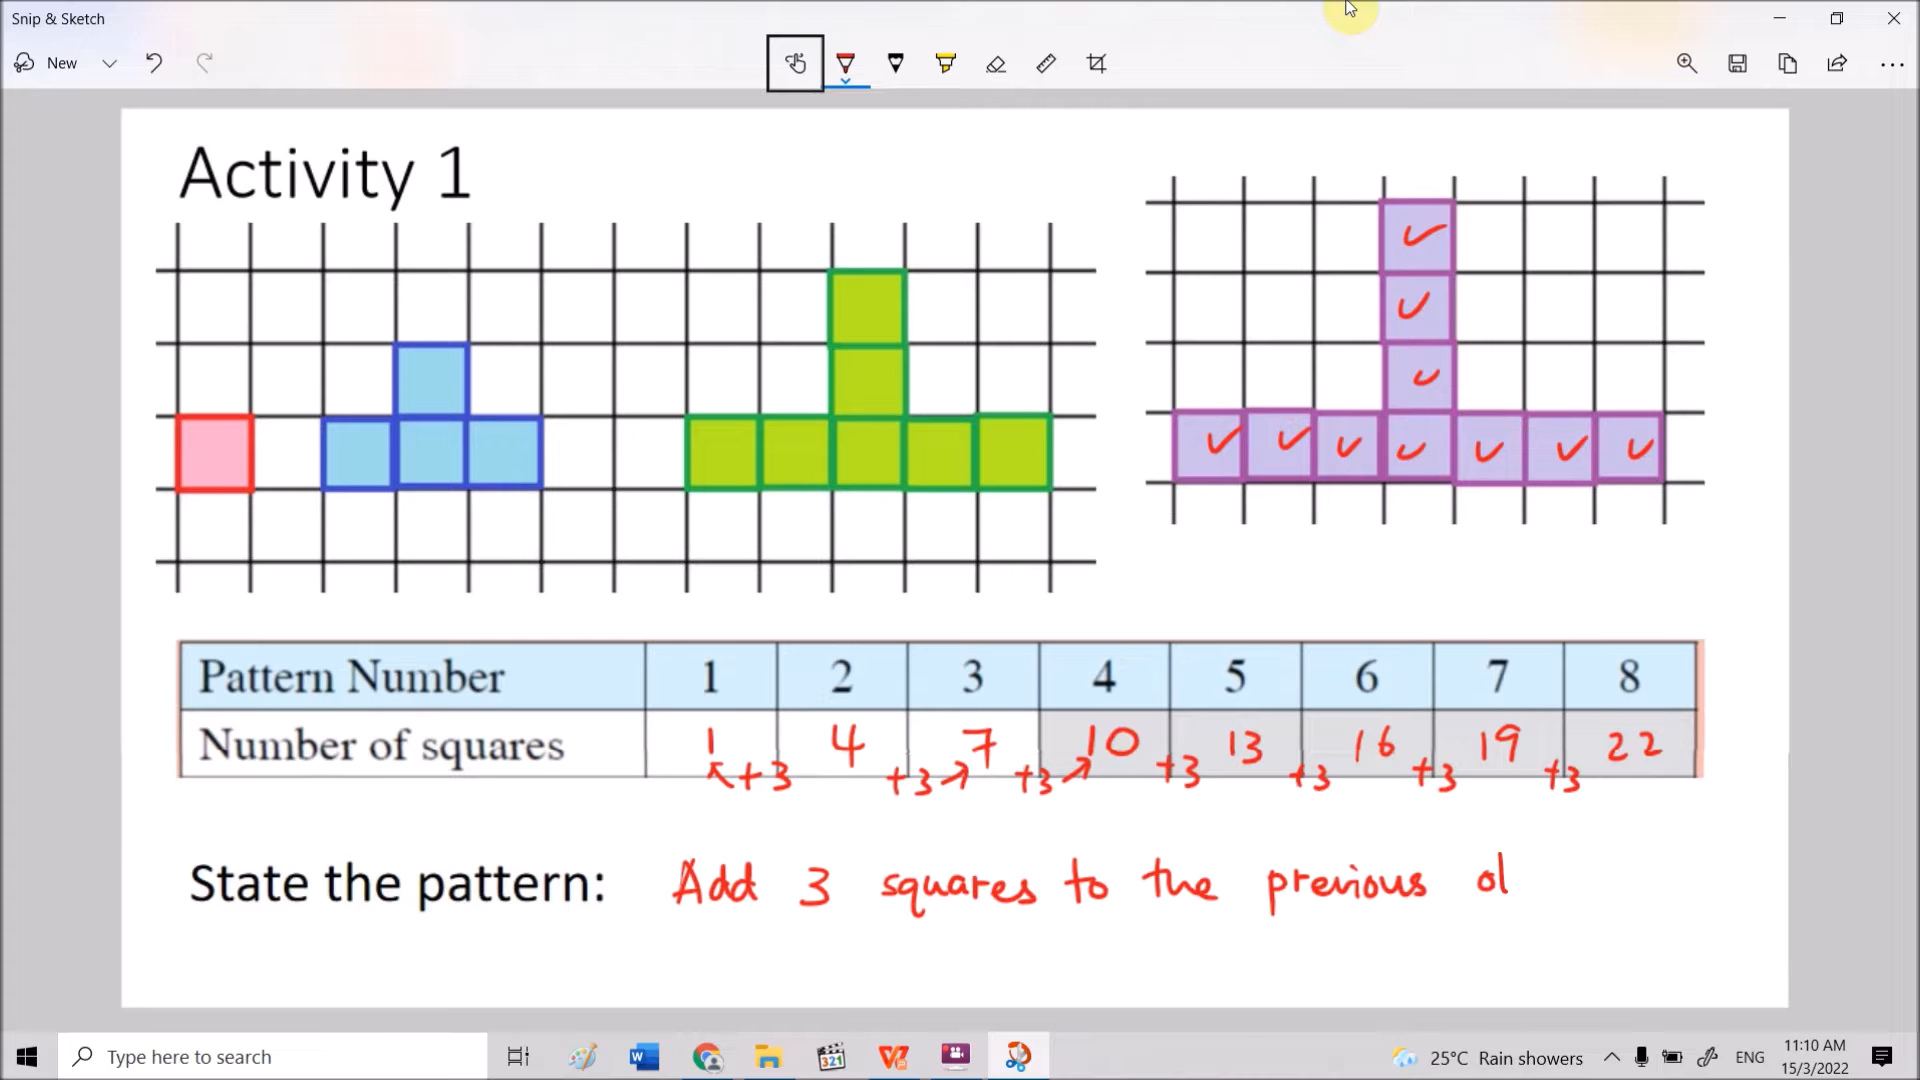 Snip & Sketch
New
Activity 1
Pattern Number 1 2 3 4 5 6 7 8
Number of squares 1 4 7 10 13 16 19 22
+3 +3 +3 +3 +3 +3 +3
State the pattern: Add 3 squares to the previous
Type here to search
321
25°C Rain showers
ENG
11:10 AM
15/3/2022